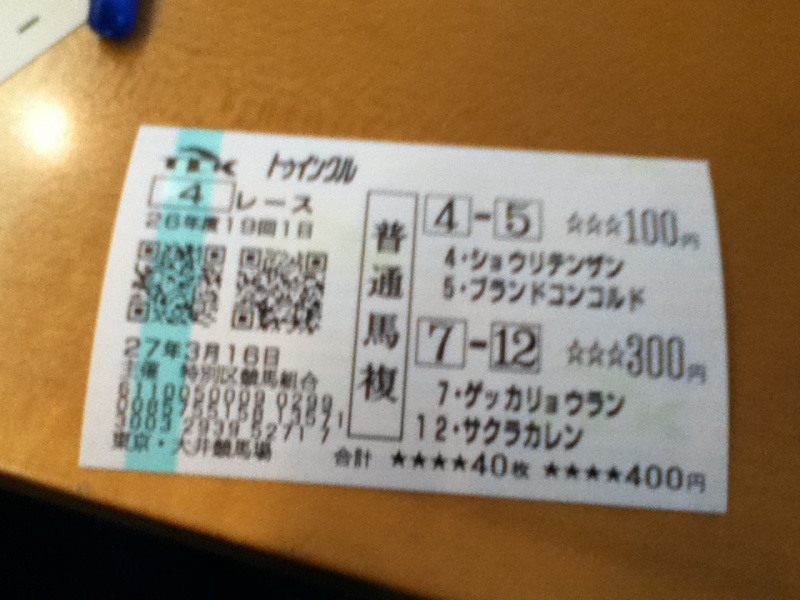 TCK トゥインクル
4 レース
26年度19回1日
27年3月16日
主催 特別区競馬組合
東京・大井競馬場
普通馬複
4-5 ☆☆☆100円
4・ショウリテンザン
5・ブランドコンコルド
7-12 ☆☆☆300円
7・ゲッカリョウラン
12・サクラカレン
合計 ★★★★40枚 ★★★★400円